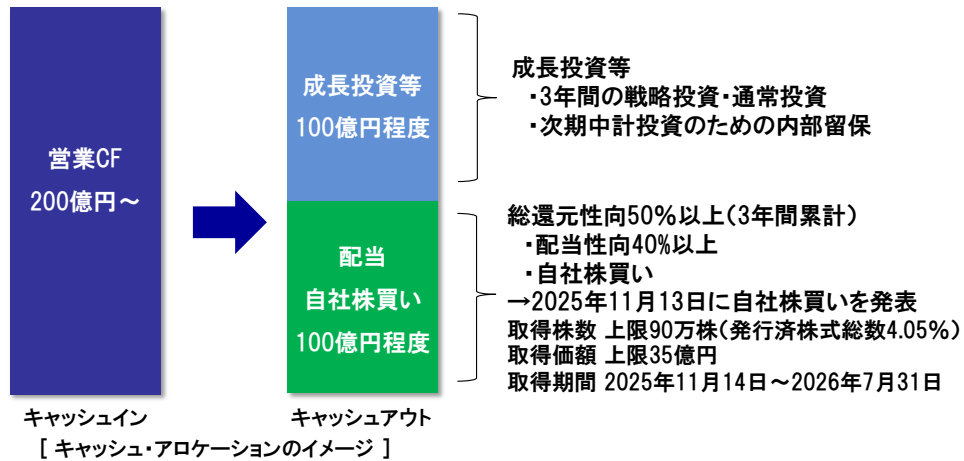 営業CF
200億円～
成長投資等
100億円程度
配当
自社株買い
100億円程度
成長投資等
・3年間の戦略投資・通常投資
・次期中計投資のための内部留保
総還元性向50%以上(3年間累計)
・配当性向40%以上
・自社株買い
→2025年11月13日に自社株買いを発表
取得株数 上限90万株(発行済株式総数4.05%)
取得価額 上限35億円
取得期間 2025年11月14日～2026年7月31日
キャッシュイン
キャッシュアウト
[ キャッシュ・アロケーションのイメージ ]